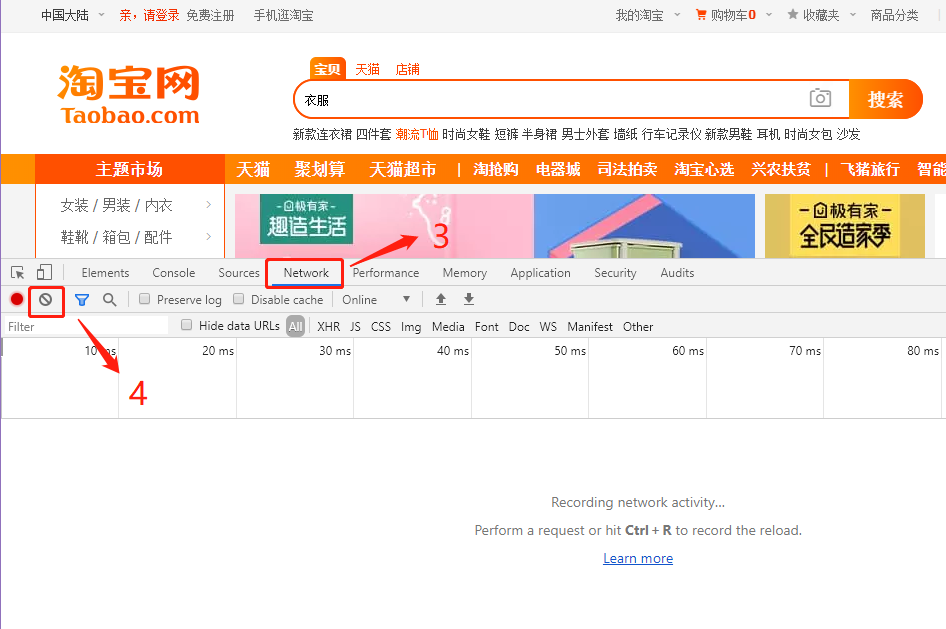 中国大陆 亲，请登录 免费注册 手机逛淘宝 我的淘宝 购物车0 收藏夹 商品分类
宝贝 天猫 店铺
淘宝网
Taobao.com
衣服 搜索
新款连衣裙 四件套 潮流T恤 时尚女鞋 短裤 半身裙 男士外套 墙纸 行车记录仪 新款男鞋 耳机 时尚女包 沙发
主题市场 天猫 聚划算 天猫超市 | 淘抢购 电器城 司法拍卖 淘宝心选 兴农扶贫 | 飞猪旅行 智能
女装 / 男装 / 内衣
鞋靴 / 箱包 / 配件
极有家
趣造生活
极有家
全民造家季
3
Elements Console Sources Network Performance Memory Application Security Audits
Preserve log Disable cache Online
Filter Hide data URLs All XHR JS CSS Img Media Font Doc WS Manifest Other
10 ms 20 ms 30 ms 40 ms 50 ms 60 ms 70 ms 80 ms
4
Recording network activity...
Perform a request or hit Ctrl + R to record the reload.
Learn more